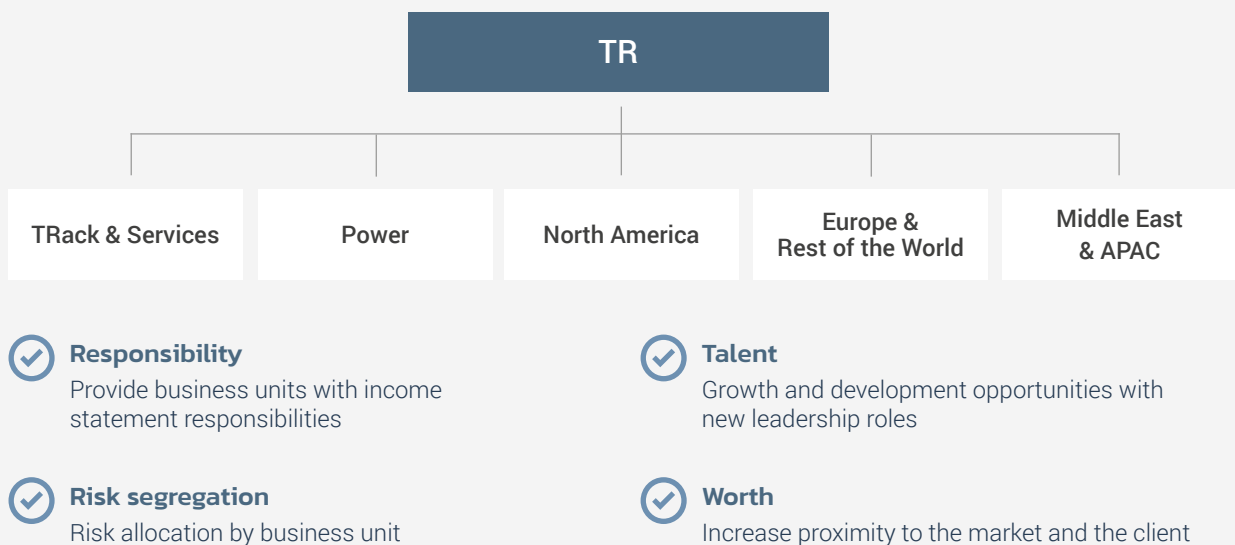 TR
TRack & Services
Power
North America
Europe &
Rest of the World
Middle East
& APAC
Responsibility
Provide business units with income
statement responsibilities
Talent
Growth and development opportunities with
new leadership roles
Risk segregation
Risk allocation by business unit
Worth
Increase proximity to the market and the client